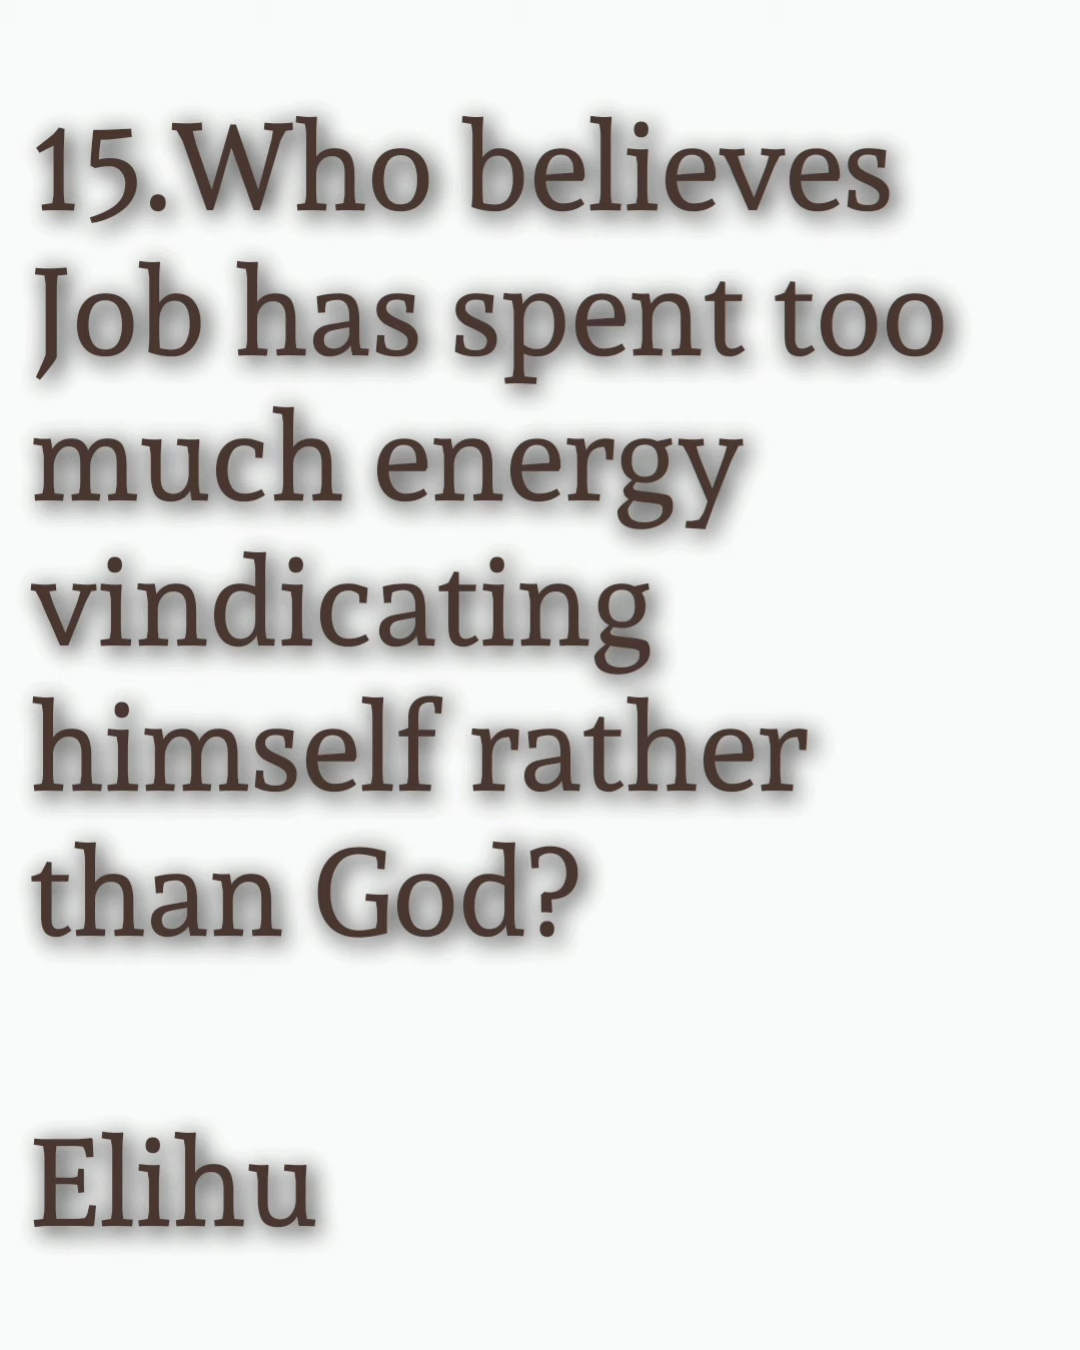 15.Who believes
Job has spent too
much energy
vindicating
himself rather
than God?
Elihu